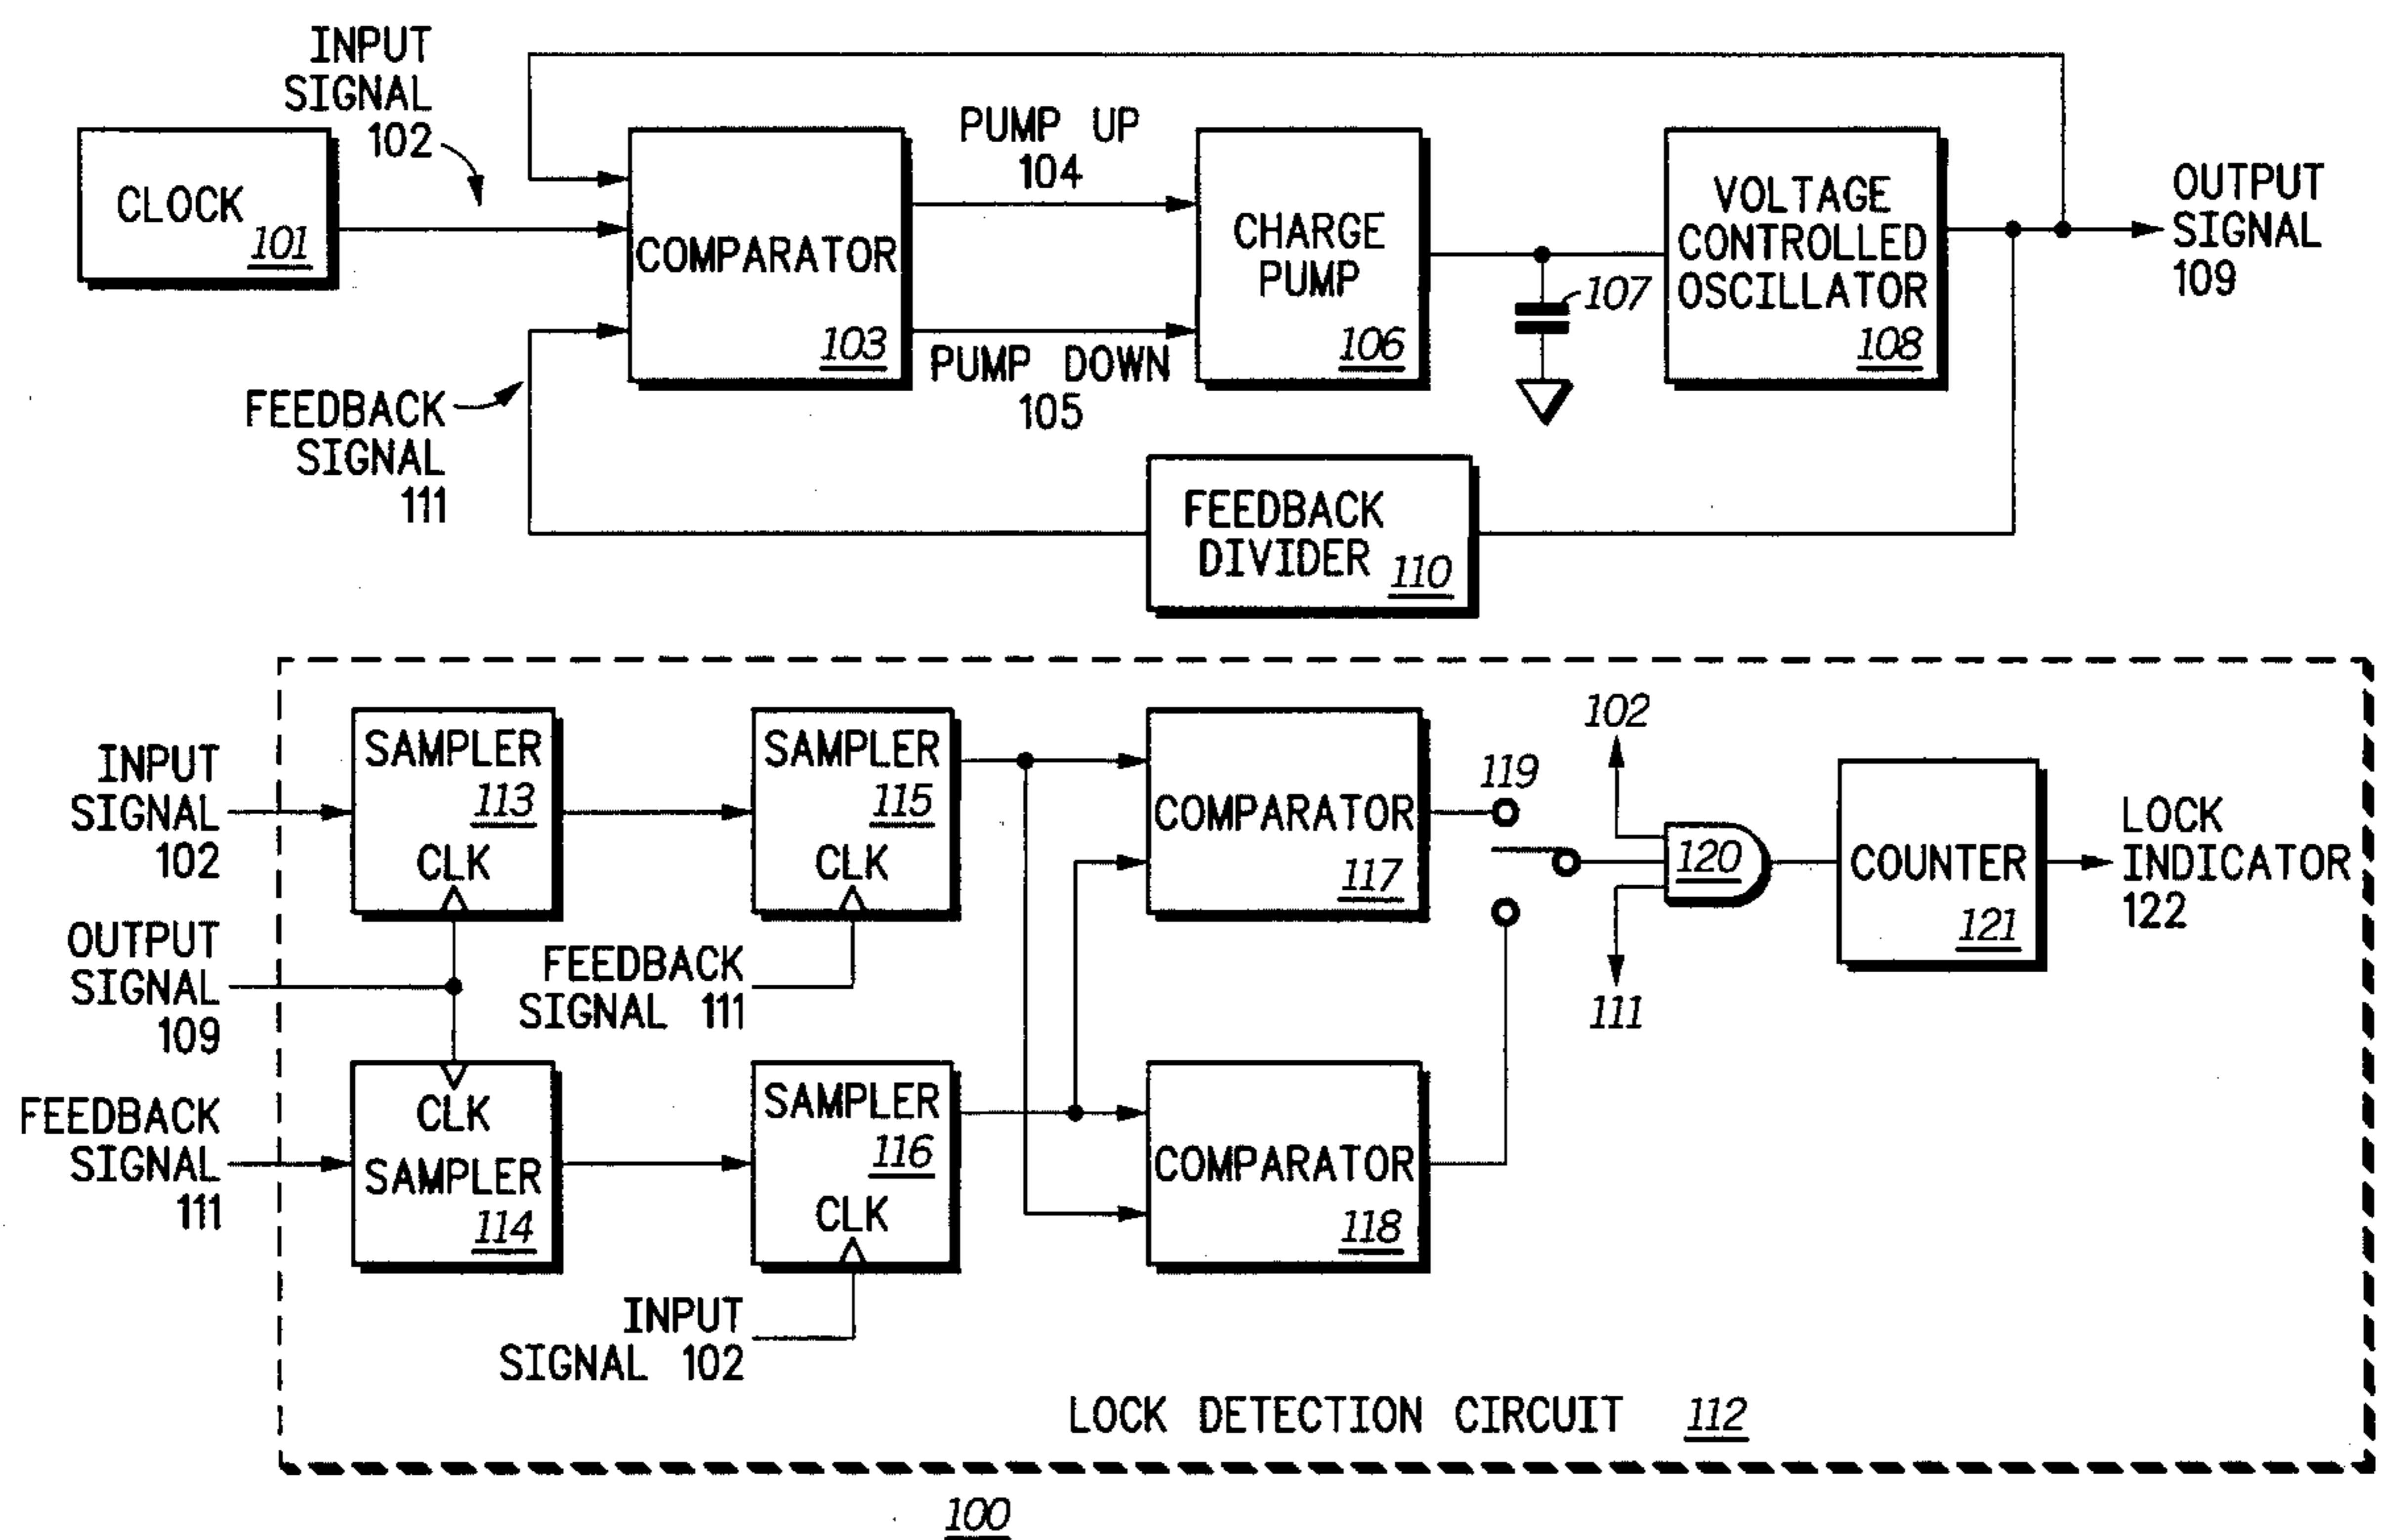 INPUT
SIGNAL
102
CLOCK
101
COMPARATOR
103
PUMP UP
104
PUMP DOWN
105
CHARGE
PUMP
106
107
VOLTAGE
CONTROLLED
OSCILLATOR
108
OUTPUT
SIGNAL
109
FEEDBACK
SIGNAL
111
FEEDBACK
DIVIDER
110
INPUT
SIGNAL
102
OUTPUT
SIGNAL
109
FEEDBACK
SIGNAL
111
SAMPLER
113
CLK
CLK
SAMPLER
114
SAMPLER
115
CLK
FEEDBACK
SIGNAL 111
SAMPLER
116
CLK
INPUT
SIGNAL 102
COMPARATOR
117
COMPARATOR
118
119
102
120
111
COUNTER
121
LOCK
INDICATOR
122
LOCK DETECTION CIRCUIT 112
100